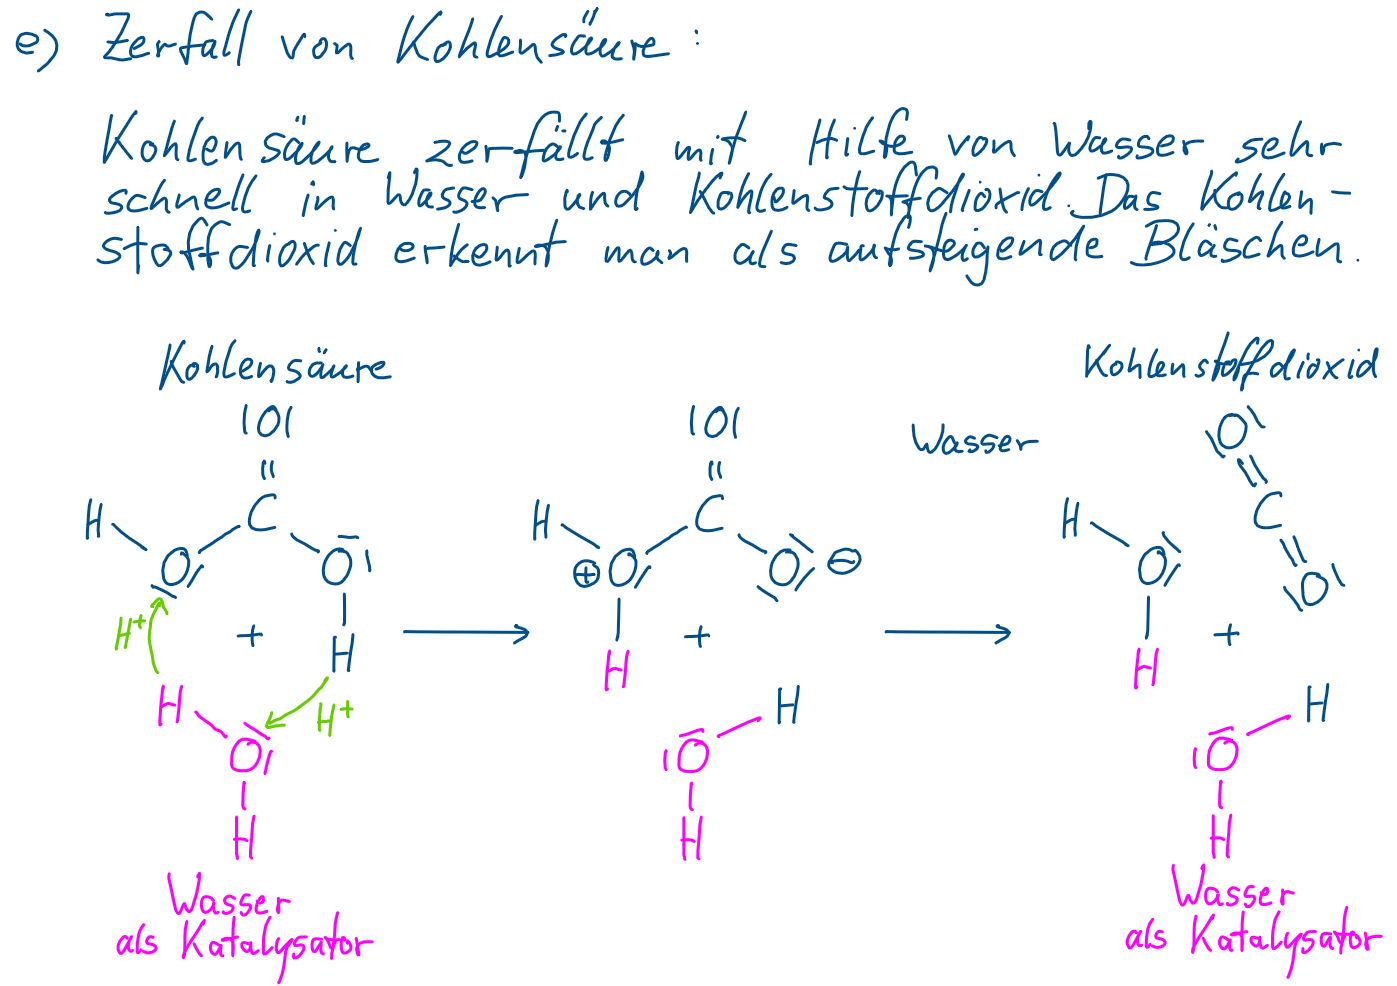 e) Zerfall von Kohlensäure:
Kohlensäure zerfällt mit Hilfe von Wasser sehr
schnell in Wasser und Kohlenstoffdioxid. Das Kohlen-
stoffdioxid erkennt man als aufsteigende Bläschen.
Kohlensäure
Wasser
Kohlenstoffdioxid
O O O
C C C
H O O H O ⊕ O ⊖ H O O
H⁺ + H + +
H H⁺ H H
O H O H O H
H H H
Wasser
als Katalysator
Wasser
als Katalysator